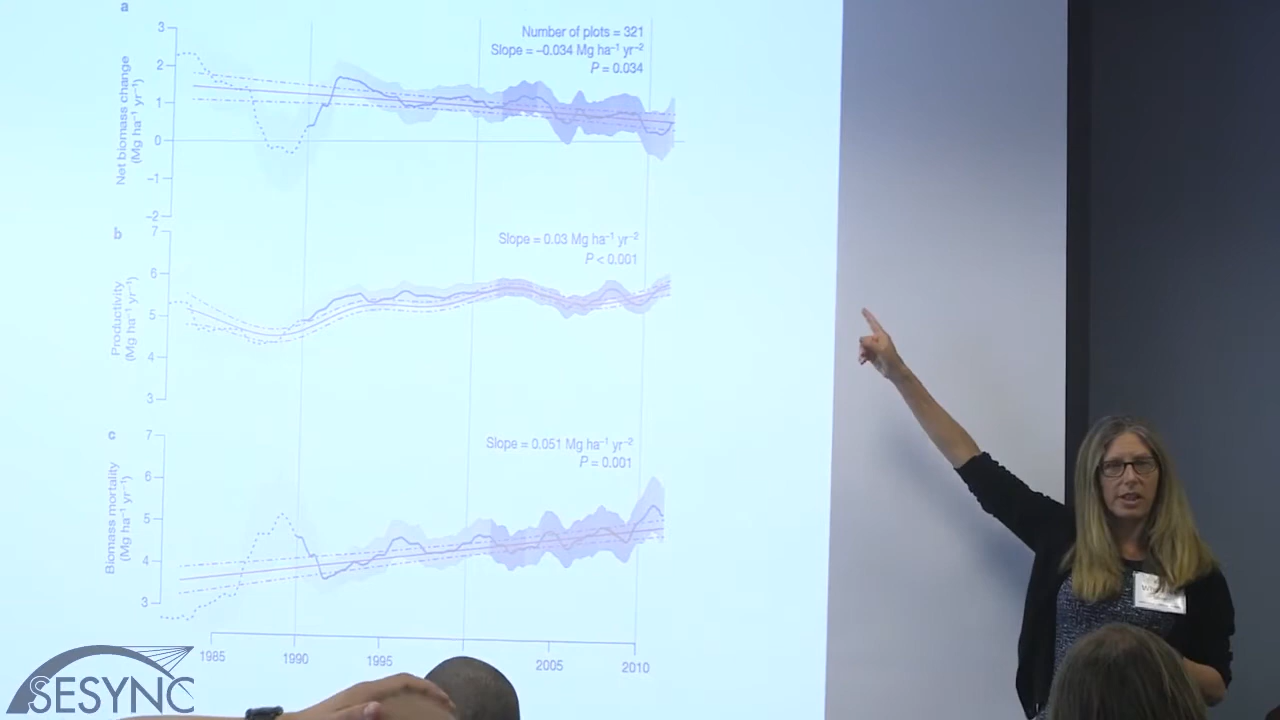 a
3
2
1
0
–1
–2
Net biomass change
(Mg ha–1 yr–1)
Number of plots = 321
Slope = –0.034 Mg ha–1 yr–2
P = 0.034
b
7
6
5
4
3
Productivity
(Mg ha–1 yr–1)
Slope = 0.03 Mg ha–1 yr–2
P < 0.001
c
7
6
5
4
3
Biomass mortality
(Mg ha–1 yr–1)
Slope = 0.051 Mg ha–1 yr–2
P = 0.001
1985 1990 1995 2005 2010
SESYNC